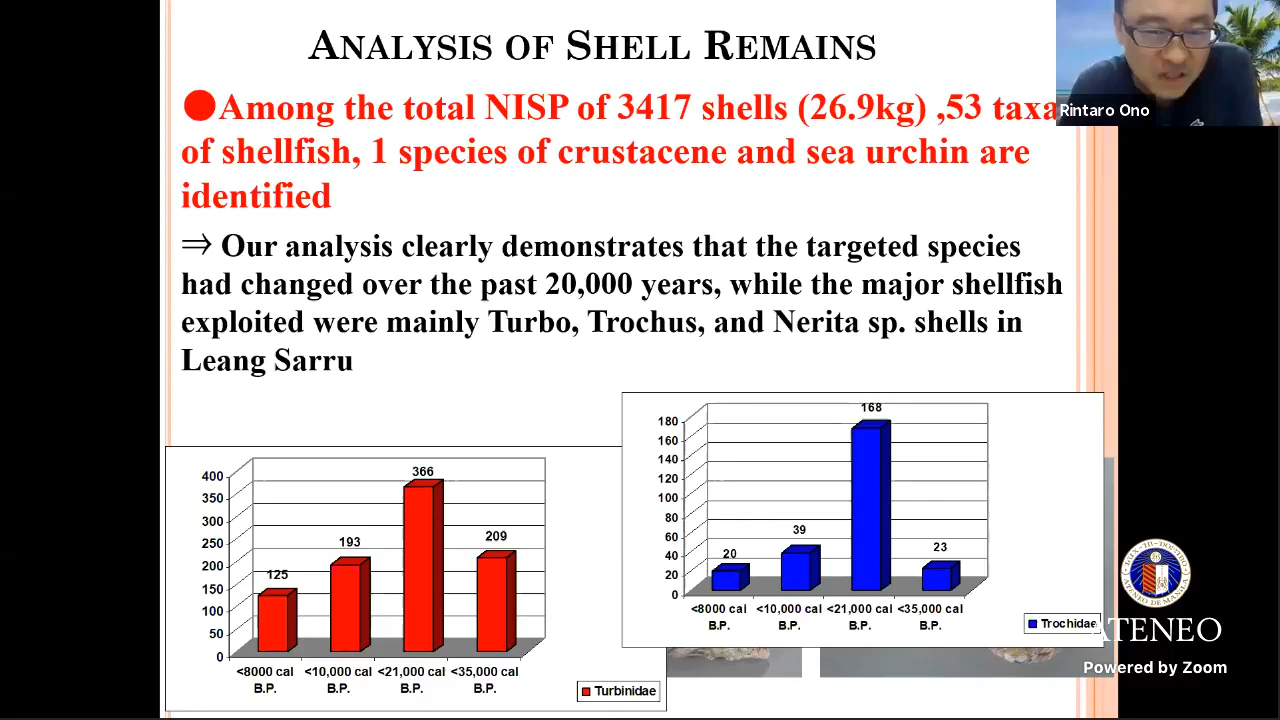 ANALYSIS OF SHELL REMAINS
Rintaro Ono
●Among the total NISP of 3417 shells (26.9kg) ,53 taxa
of shellfish, 1 species of crustacene and sea urchin are
identified
⇒ Our analysis clearly demonstrates that the targeted species
had changed over the past 20,000 years, while the major shellfish
exploited were mainly Turbo, Trochus, and Nerita sp. shells in
Leang Sarru
400
350
300
250
200
150
100
50
0
125
193
366
209
<8000 cal <10,000 cal <21,000 cal <35,000 cal
B.P. B.P. B.P. B.P.
Turbinidae
180
160
140
120
100
80
60
40
20
0
20
39
168
23
<8000 cal <10,000 cal <21,000 cal <35,000 cal
B.P. B.P. B.P. B.P.
Trochidae
ATENEO
Powered by Zoom